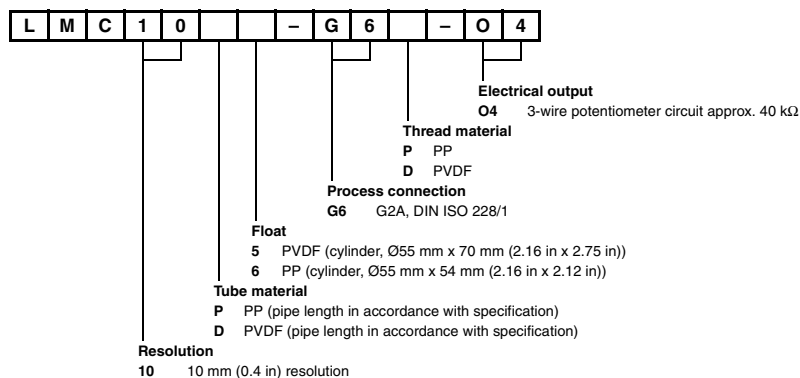 L M C 1 0 – G 6 – O 4
Electrical output
O4 3-wire potentiometer circuit approx. 40 kΩ
Thread material
P PP
D PVDF
Process connection
G6 G2A, DIN ISO 228/1
Float
5 PVDF (cylinder, Ø55 mm x 70 mm (2.16 in x 2.75 in))
6 PP (cylinder, Ø55 mm x 54 mm (2.16 in x 2.12 in))
Tube material
P PP (pipe length in accordance with specification)
D PVDF (pipe length in accordance with specification)
Resolution
10 10 mm (0.4 in) resolution